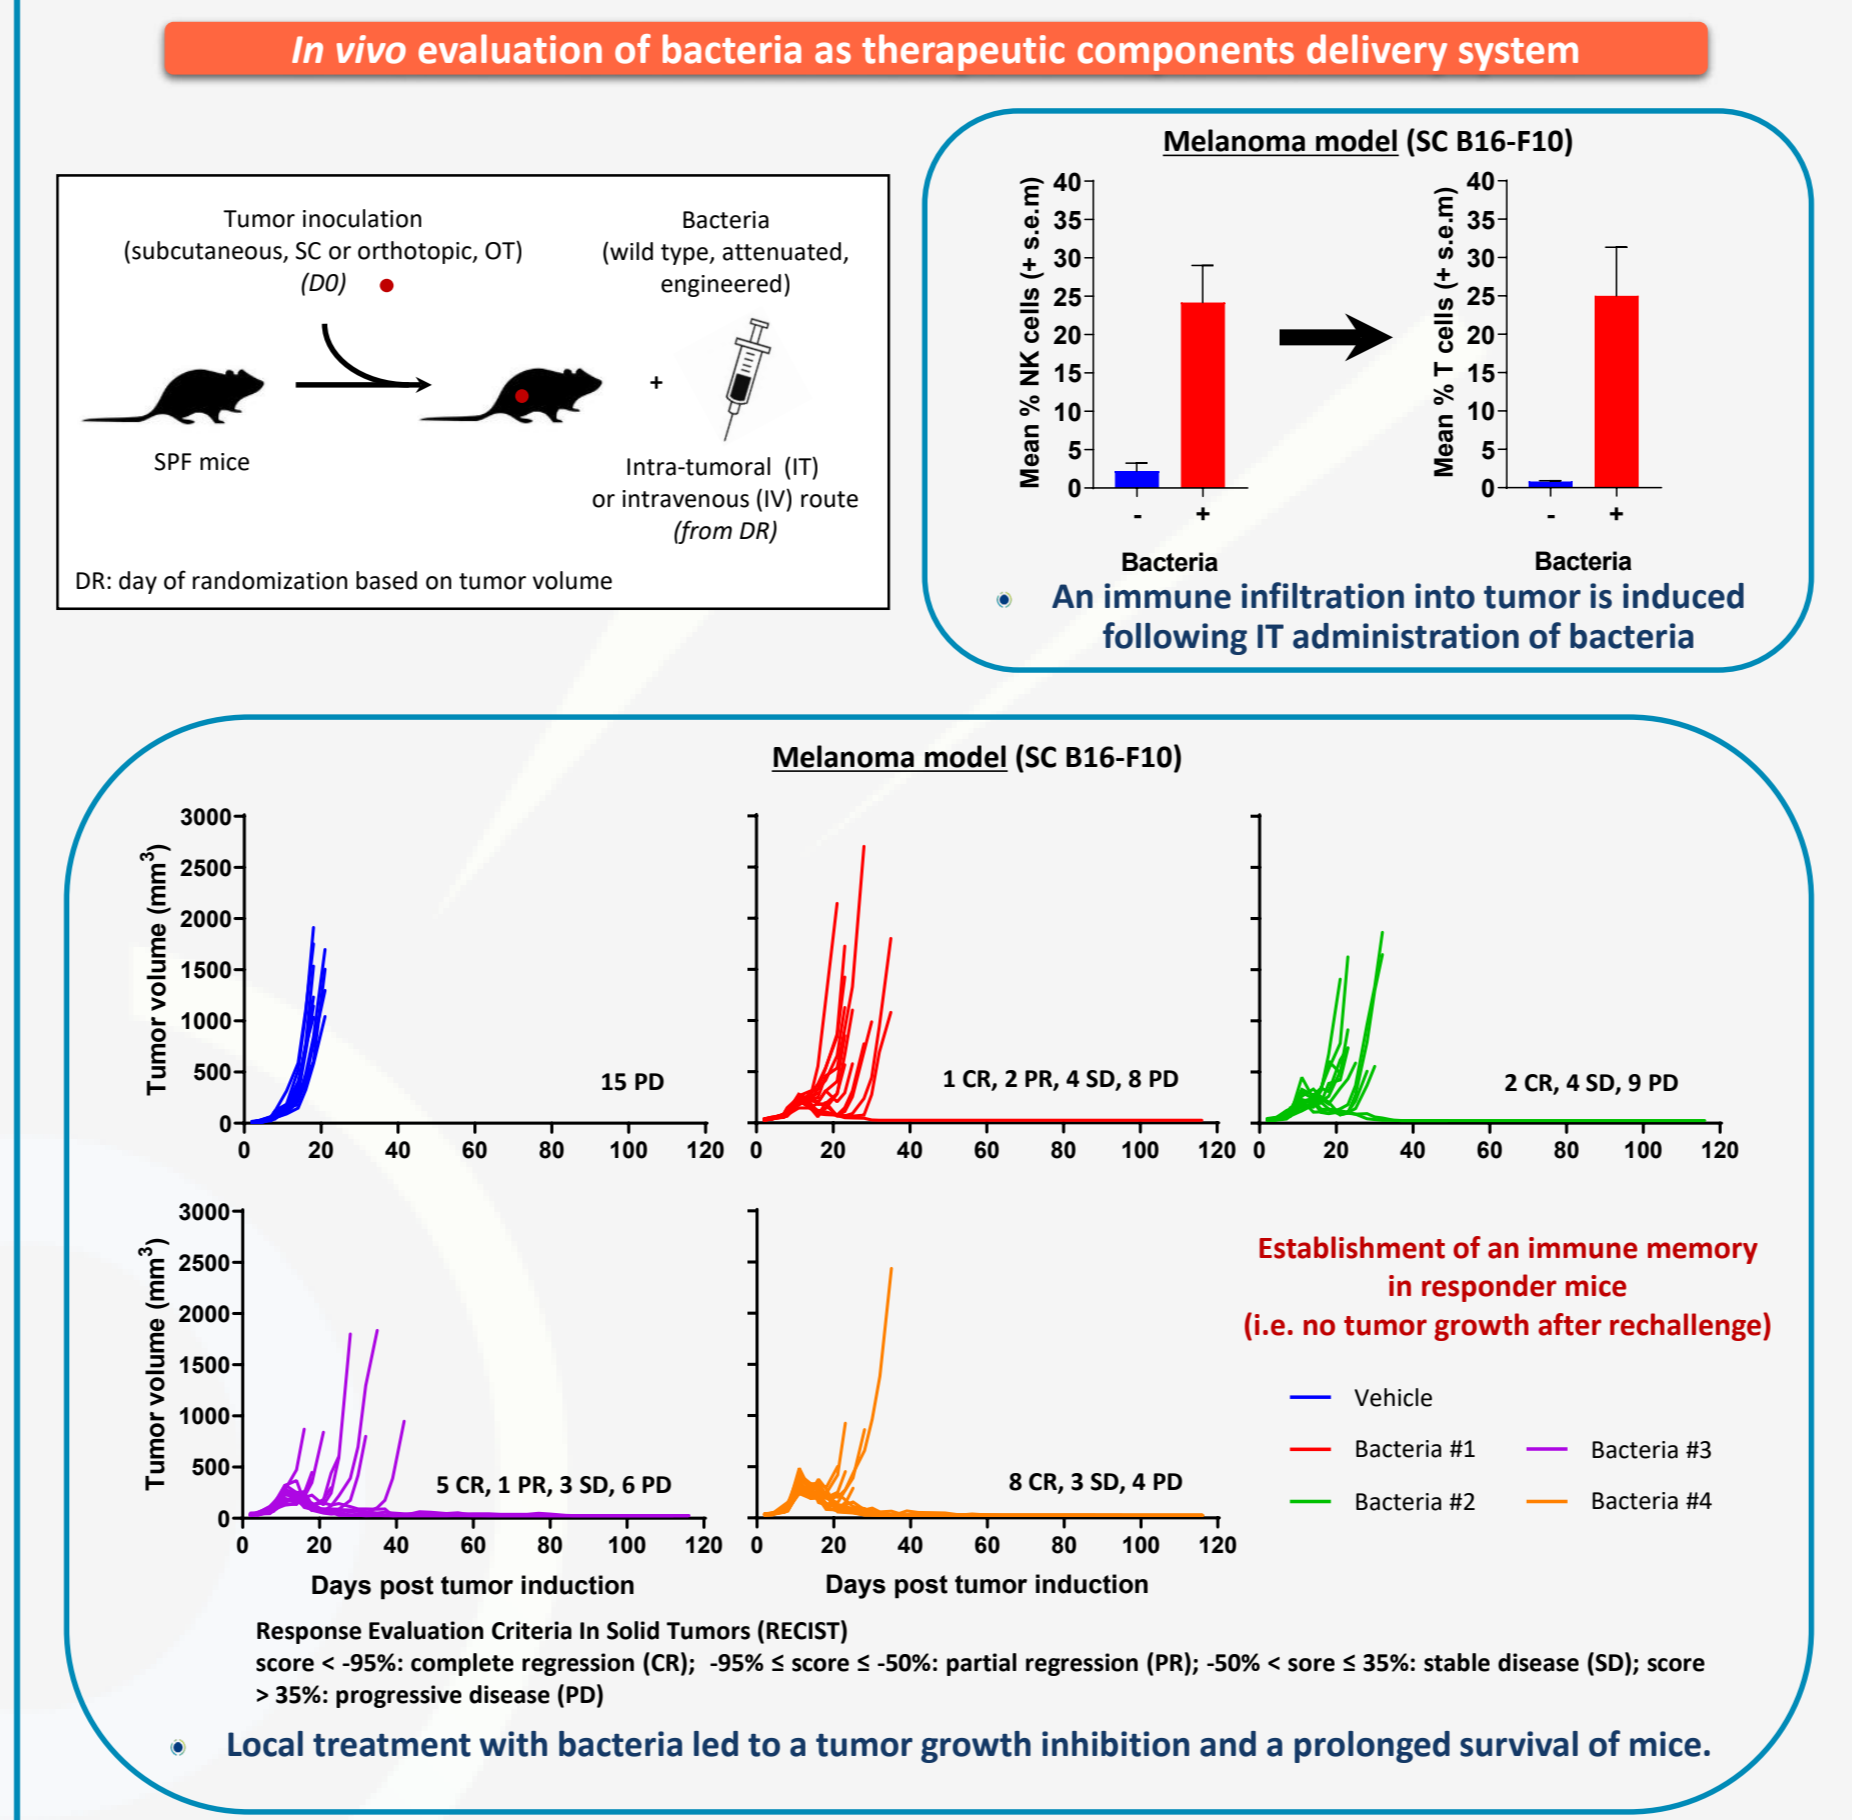 In vivo evaluation of bacteria as therapeutic components delivery system
Tumor inoculation
(subcutaneous, SC or orthotopic, OT)
(D0)
Bacteria
(wild type, attenuated,
engineered)
+
SPF mice
Intra-tumoral (IT)
or intravenous (IV) route
(from DR)
DR: day of randomization based on tumor volume
Melanoma model (SC B16-F10)
Mean % NK cells (+ s.e.m)
40
35
30
25
20
15
10
5
0
- +
Bacteria
Mean % T cells (+ s.e.m)
40
35
30
25
20
15
10
5
0
- +
Bacteria
An immune infiltration into tumor is induced
following IT administration of bacteria
Melanoma model (SC B16-F10)
Tumor volume (mm³)
3000
2500
2000
1500
1000
500
0
0 20 40 60 80 100 120
15 PD
0 20 40 60 80 100 120
1 CR, 2 PR, 4 SD, 8 PD
0 20 40 60 80 100 120
2 CR, 4 SD, 9 PD
Tumor volume (mm³)
3000
2500
2000
1500
1000
500
0
0 20 40 60 80 100 120
5 CR, 1 PR, 3 SD, 6 PD
Days post tumor induction
0 20 40 60 80 100 120
8 CR, 3 SD, 4 PD
Days post tumor induction
Establishment of an immune memory
in responder mice
(i.e. no tumor growth after rechallenge)
Vehicle
Bacteria #1
Bacteria #3
Bacteria #2
Bacteria #4
Response Evaluation Criteria In Solid Tumors (RECIST)
score < -95%: complete regression (CR); -95% ≤ score ≤ -50%: partial regression (PR); -50% < sore ≤ 35%: stable disease (SD); score
> 35%: progressive disease (PD)
Local treatment with bacteria led to a tumor growth inhibition and a prolonged survival of mice.